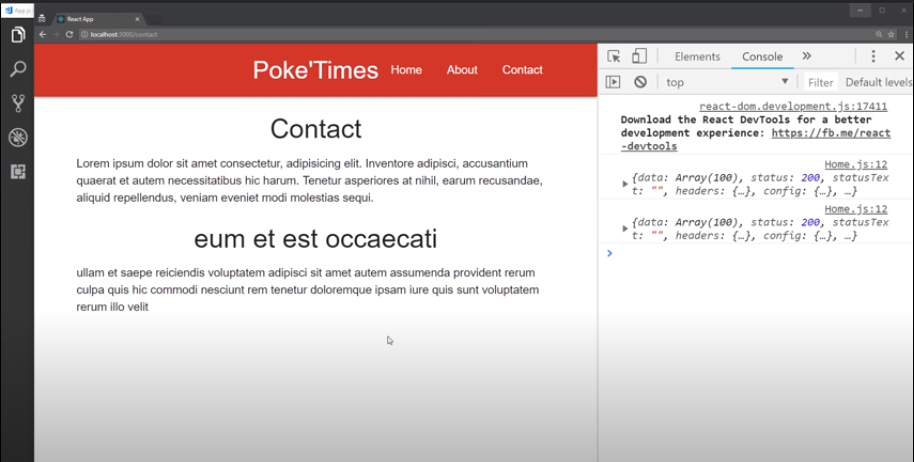 App.js
React App
localhost:3000/contact
Poke'Times Home About Contact
Contact
Lorem ipsum dolor sit amet consectetur, adipisicing elit. Inventore adipisci, accusantium
quaerat et autem necessitatibus hic harum. Tenetur asperiores at nihil, earum recusandae,
aliquid repellendus, veniam eveniet modi molestias sequi.
eum et est occaecati
ullam et saepe reiciendis voluptatem adipisci sit amet autem assumenda provident rerum
culpa quis hic commodi nesciunt rem tenetur doloremque ipsam iure quis sunt voluptatem
rerum illo velit
Elements Console
top Filter Default levels
react-dom.development.js:17411
Download the React DevTools for a better
development experience: https://fb.me/react
-devtools
Home.js:12
{data: Array(100), status: 200, statusTex
t: "", headers: {…}, config: {…}, …}
Home.js:12
{data: Array(100), status: 200, statusTex
t: "", headers: {…}, config: {…}, …}